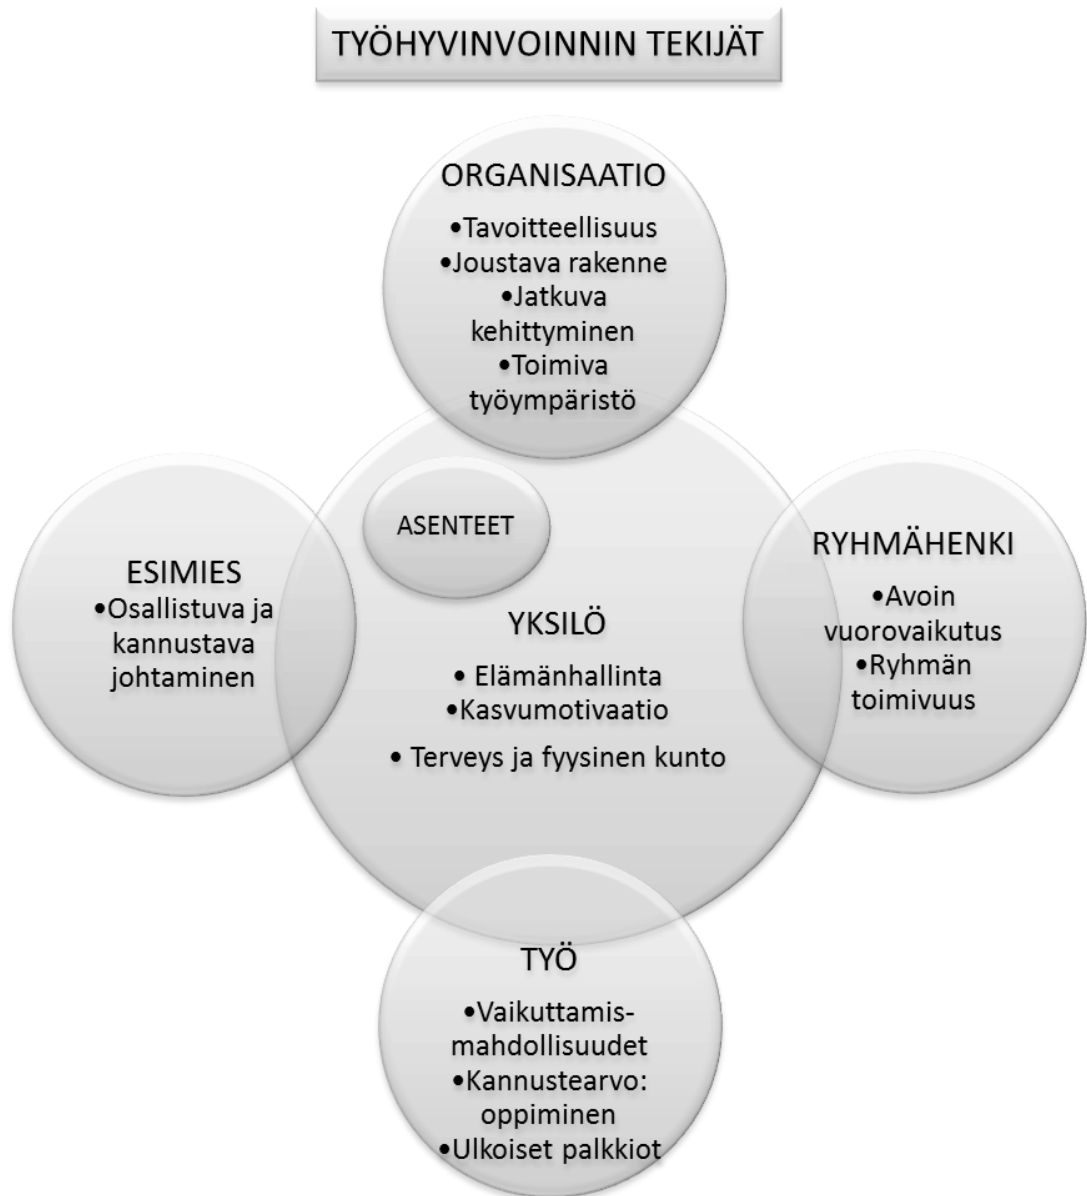 TYÖHYVINVOINNIN TEKIJÄT
ORGANISAATIO
•Tavoitteellisuus
•Joustava rakenne
•Jatkuva
kehittyminen
•Toimiva
työympäristö
ASENTEET
ESIMIES
•Osallistuva ja
kannustava
johtaminen
YKSILÖ
• Elämänhallinta
•Kasvumotivaatio
• Terveys ja fyysinen kunto
RYHMÄHENKI
•Avoin
vuorovaikutus
•Ryhmän
toimivuus
TYÖ
•Vaikuttamis-
mahdollisuudet
•Kannustearvo:
oppiminen
•Ulkoiset palkkiot